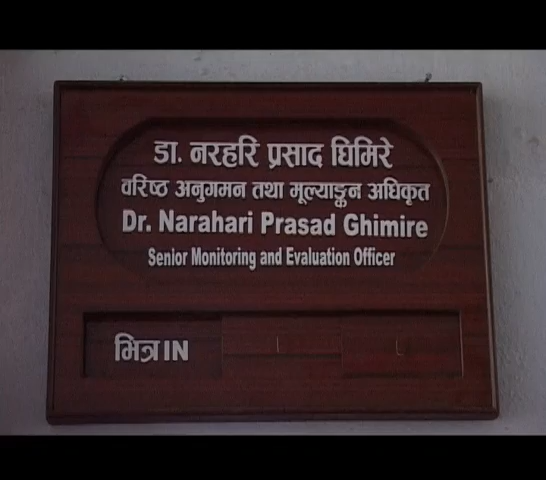 डा. नरहरि प्रसाद घिमिरे
वरिष्ठ अनुगमन तथा मूल्याङ्कन अधिकृत
Dr. Narahari Prasad Ghimire
Senior Monitoring and Evaluation Officer
भित्र IN